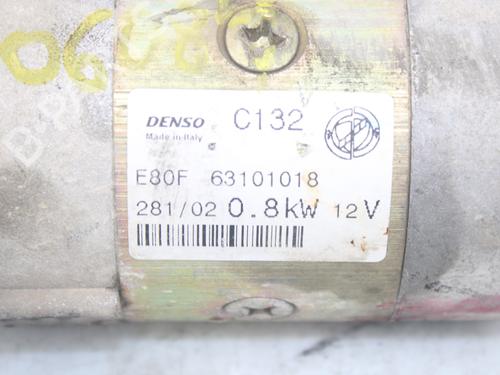 DENSO C132
Made in Italy
E80F 63101018
281/02 0.8kW 12V